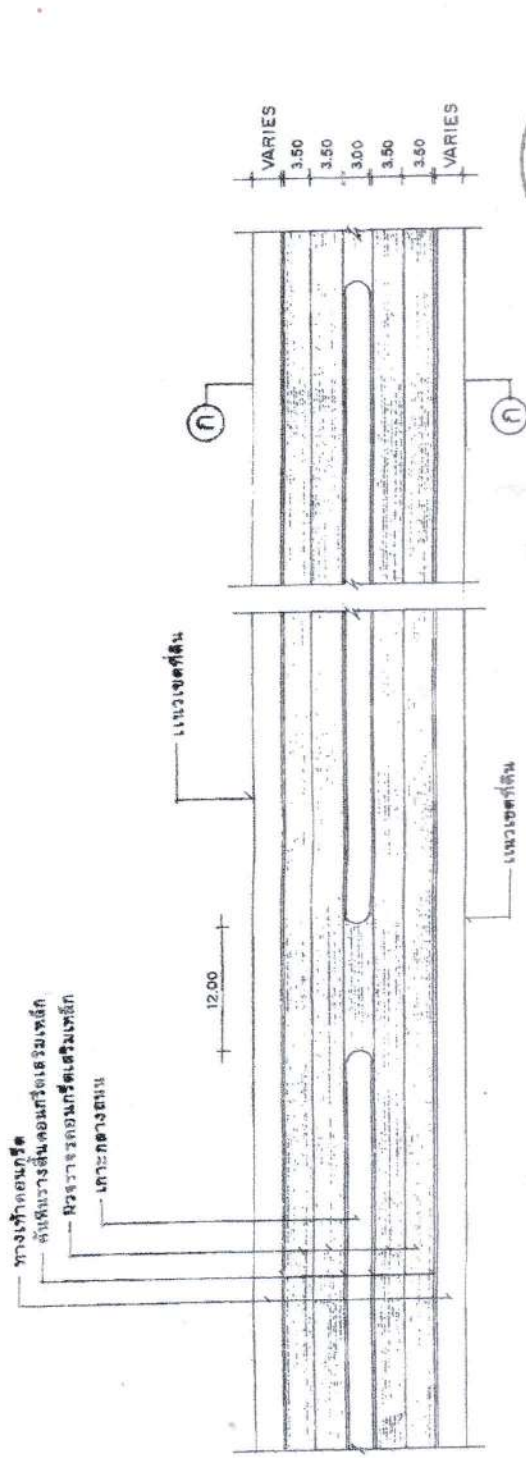 ทางเท้าคอนกรีต
คันหินรางตื้นคอนกรีตเสริมเหล็ก
ผิวจราจรคอนกรีตเสริมเหล็ก
เกาะกลางถนน
12.00
แนวเขตที่ดิน
ก
VARIES
3.50
3.50
3.00
3.50
3.50
VARIES
แนวเขตที่ดิน
ก